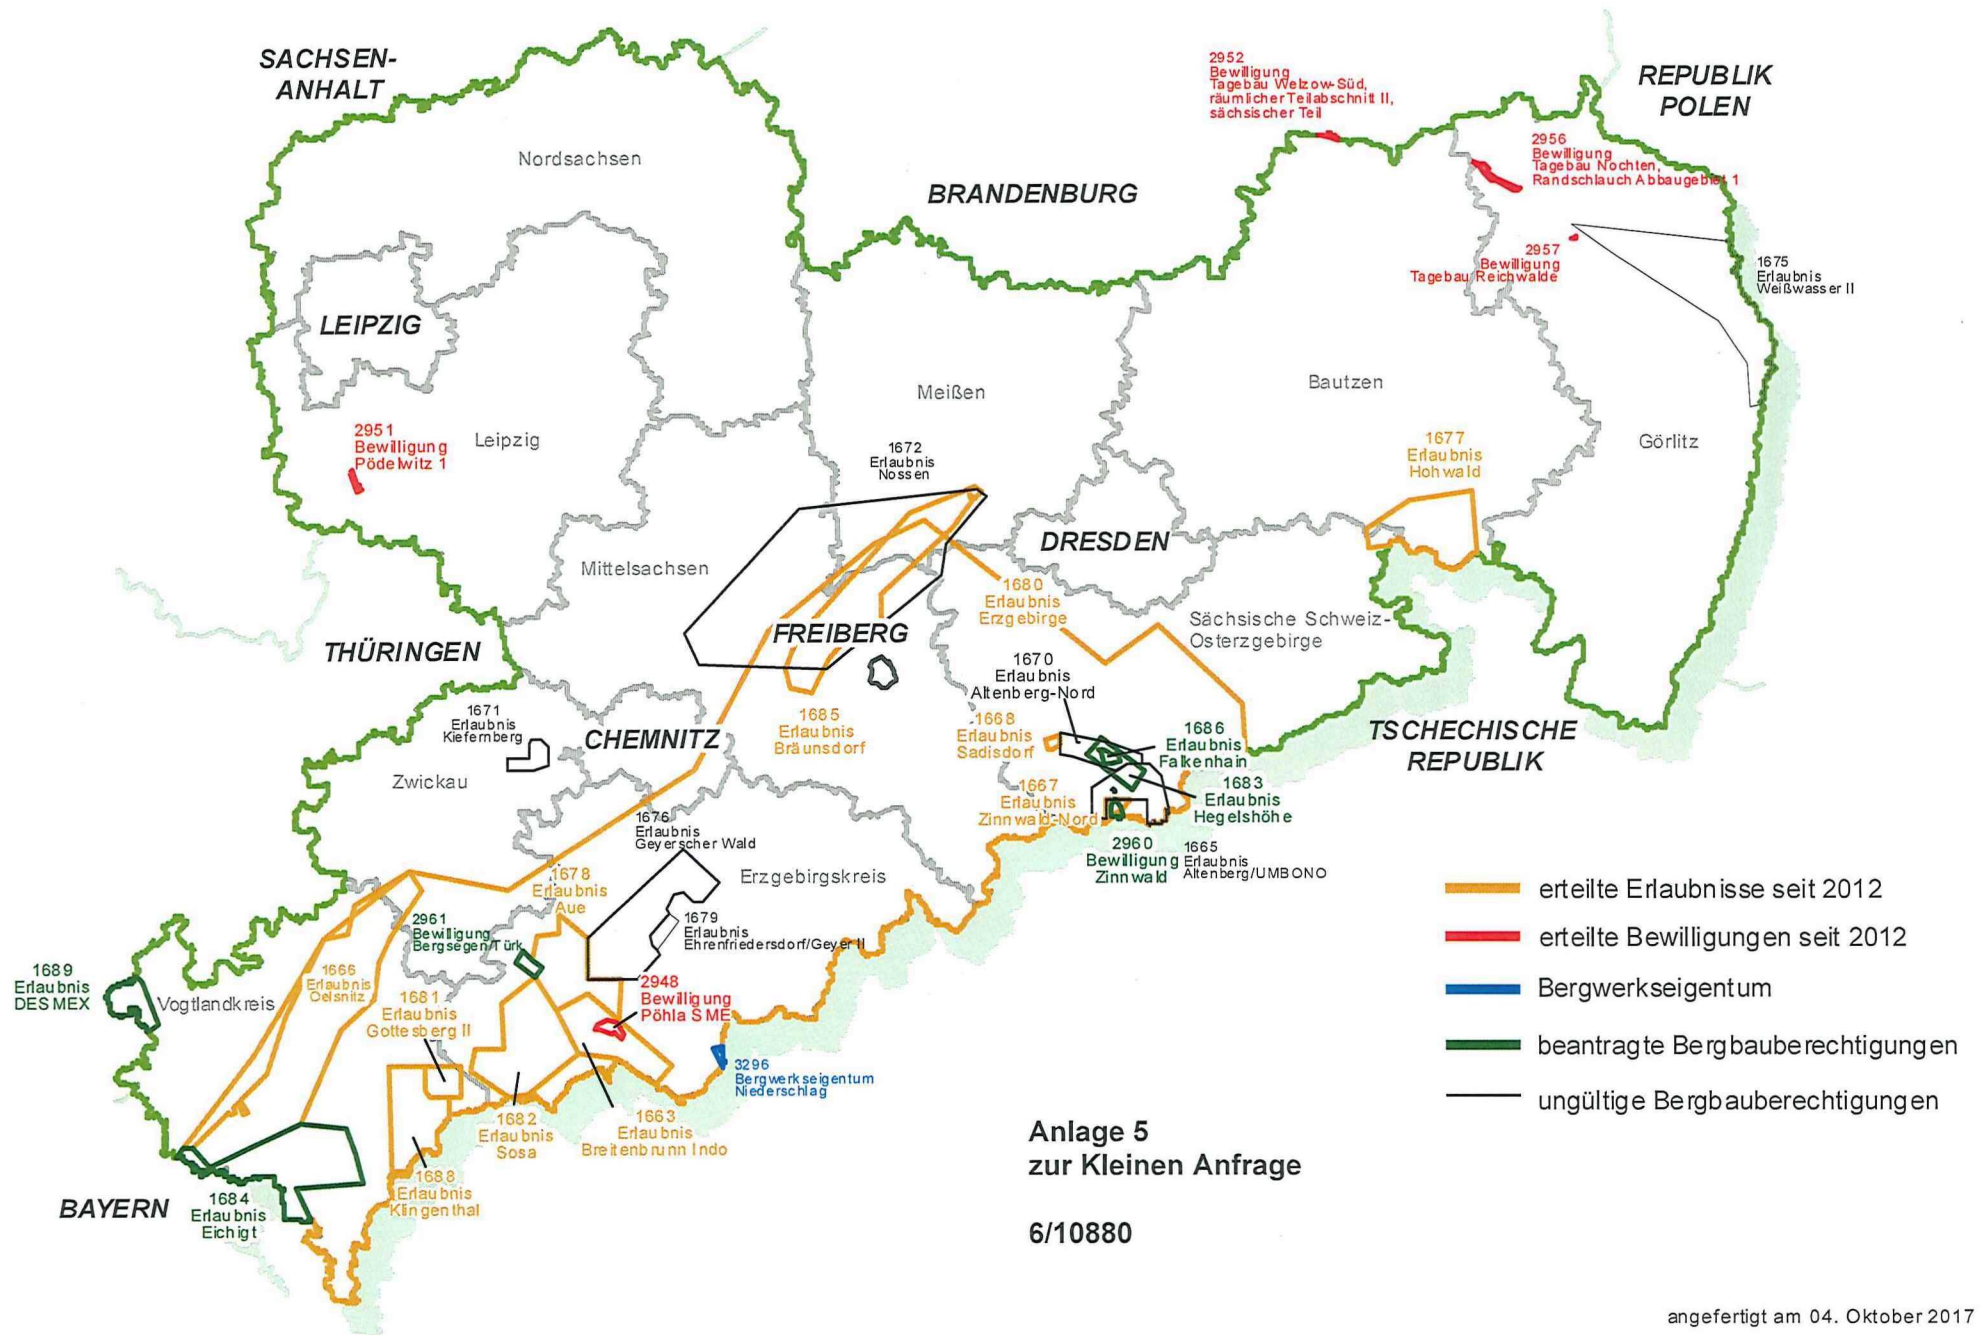 SACHSEN-
ANHALT
2952
Bewilligung
Tagebau Welzow-Süd,
räumlicher Teilabschnitt II,
sächsischer Teil
REPUBLIK
POLEN
Nordsachsen
2956
Bewilligung
Tagebau Nochten,
Randschlauch Abbaugebiet 1
BRANDENBURG
2957
Bewilligung
Tagebau Reichwalde
1675
Erlaubnis
Weißwasser II
LEIPZIG
Meißen
Bautzen
Görlitz
2951
Bewilligung
Pödelwitz 1
Leipzig
1672
Erlaubnis
Nossen
1677
Erlaubnis
Hohwald
DRESDEN
Mittelsachsen
1680
Erlaubnis
Erzgebirge
FREIBERG
Sächsische Schweiz-
Osterzgebirge
THÜRINGEN
1670
Erlaubnis
Altenberg-Nord
1671
Erlaubnis
Kiefernberg
CHEMNITZ
1685
Erlaubnis
Bräunsdorf
1668
Erlaubnis
Sadisdorf
1686
Erlaubnis
Falkenhain
TSCHECHISCHE
REPUBLIK
Zwickau
1667
Erlaubnis
Zinnwald-Nord
1683
Erlaubnis
Hegelshöhe
1676
Erlaubnis
Geyerscher Wald
2960
Bewilligung
Zinnwald
1665
Erlaubnis
Altenberg/UMBONO
1678
Erlaubnis
Aue
Erzgebirgskreis
2961
Bewilligung
Bergsegen/Türk
1679
Erlaubnis
Ehrenfriedersdorf/Geyer II
1689
Erlaubnis
DESMEX
Vogtlandkreis
1666
Erlaubnis
Oelsnitz
1681
Erlaubnis
Gottesberg II
2948
Bewilligung
Pöhla SME
3296
Bergwerkseigentum
Niederschlag
1682
Erlaubnis
Sosa
1663
Erlaubnis
Breitenbrunn Indo
1688
Erlaubnis
Klingenthal
BAYERN
1684
Erlaubnis
Eichigt
erteilte Erlaubnisse seit 2012
erteilte Bewilligungen seit 2012
Bergwerkseigentum
beantragte Bergbauberechtigungen
ungültige Bergbauberechtigungen
Anlage 5
zur Kleinen Anfrage
6/10880
angefertigt am 04. Oktober 2017